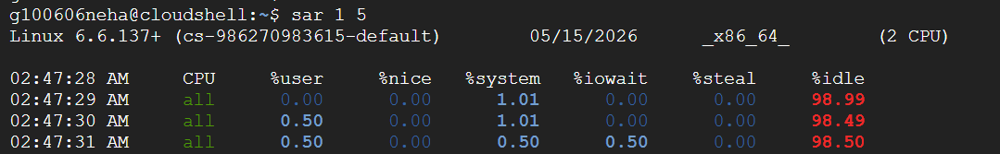 g100606neha@cloudshell:~$ sar 1 5
Linux 6.6.137+ (cs-986270983615-default)        05/15/2026      _x86_64_        (2 CPU)

02:47:28 AM     CPU     %user     %nice   %system   %iowait    %steal     %idle
02:47:29 AM     all      0.00      0.00      1.01      0.00      0.00     98.99
02:47:30 AM     all      0.50      0.00      1.01      0.00      0.00     98.49
02:47:31 AM     all      0.50      0.00      0.50      0.50      0.00     98.50